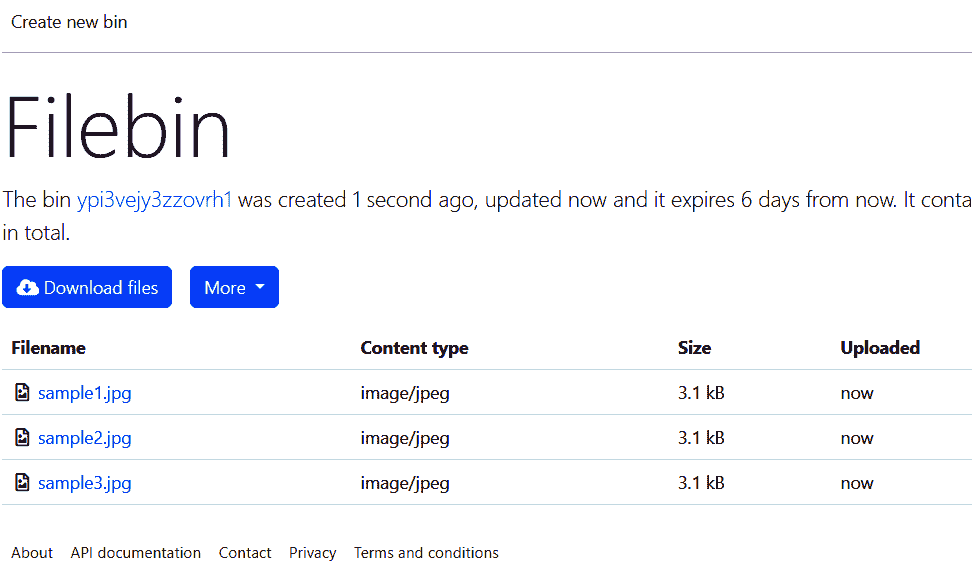 Create new bin
Filebin
The bin ypi3vejy3zzovrh1 was created 1 second ago, updated now and it expires 6 days from now. It conta
in total.
Download files More
Filename Content type Size Uploaded
sample1.jpg image/jpeg 3.1 kB now
sample2.jpg image/jpeg 3.1 kB now
sample3.jpg image/jpeg 3.1 kB now
About API documentation Contact Privacy Terms and conditions